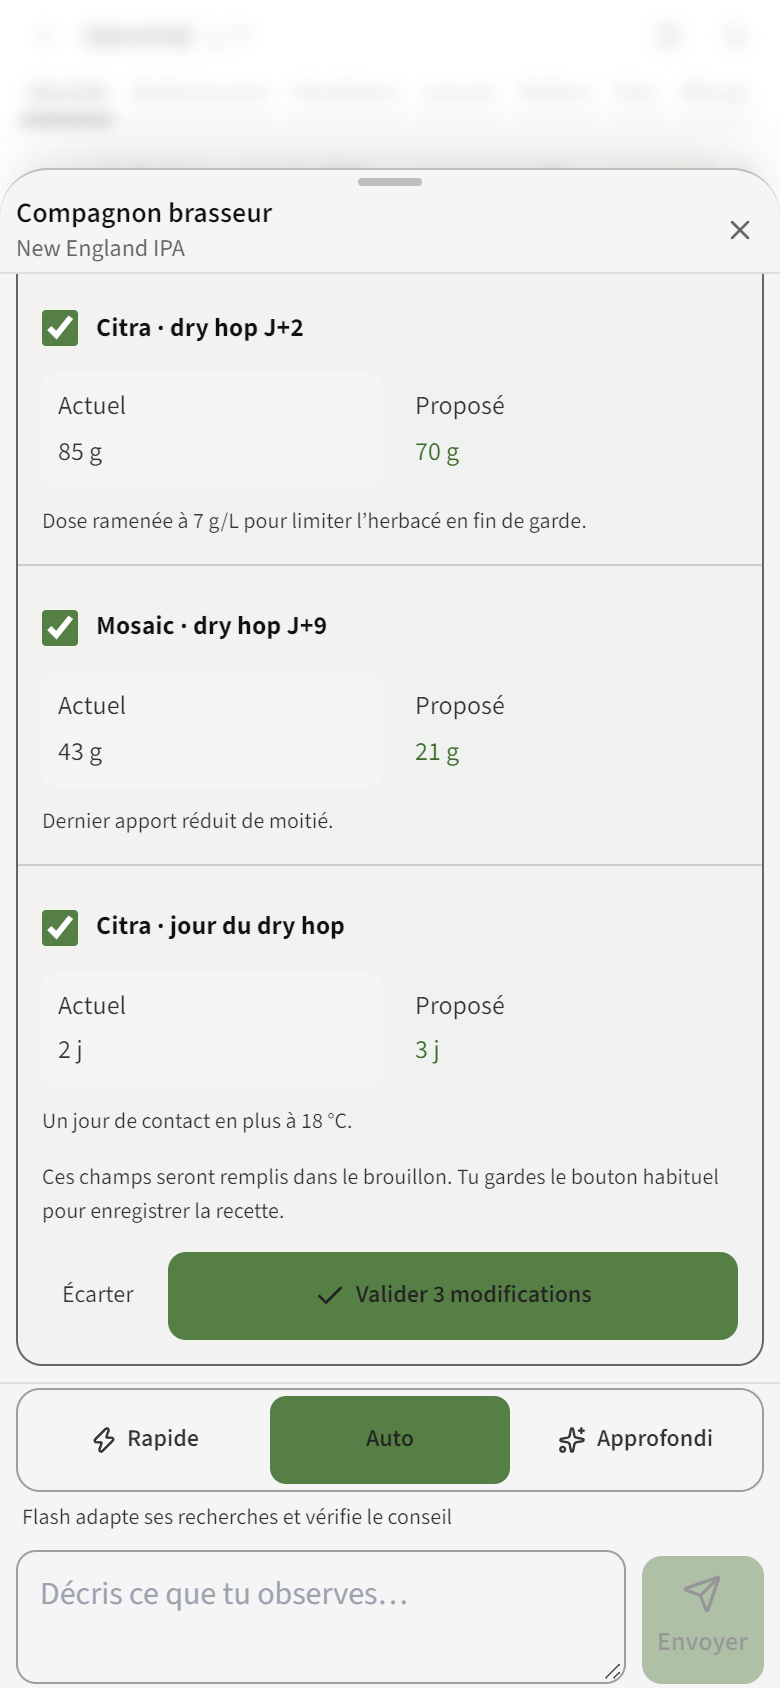 Compagnon brasseur
New England IPA
Citra · dry hop J+2
Actuel
85 g
Proposé
70 g
Dose ramenée à 7 g/L pour limiter l’herbacé en fin de garde.
Mosaic · dry hop J+9
Actuel
43 g
Proposé
21 g
Dernier apport réduit de moitié.
Citra · jour du dry hop
Actuel
2 j
Proposé
3 j
Un jour de contact en plus à 18 °C.
Ces champs seront remplis dans le brouillon. Tu gardes le bouton habituel
pour enregistrer la recette.
Écarter
Valider 3 modifications
Rapide
Auto
Approfondi
Flash adapte ses recherches et vérifie le conseil
Décris ce que tu observes…
Envoyer